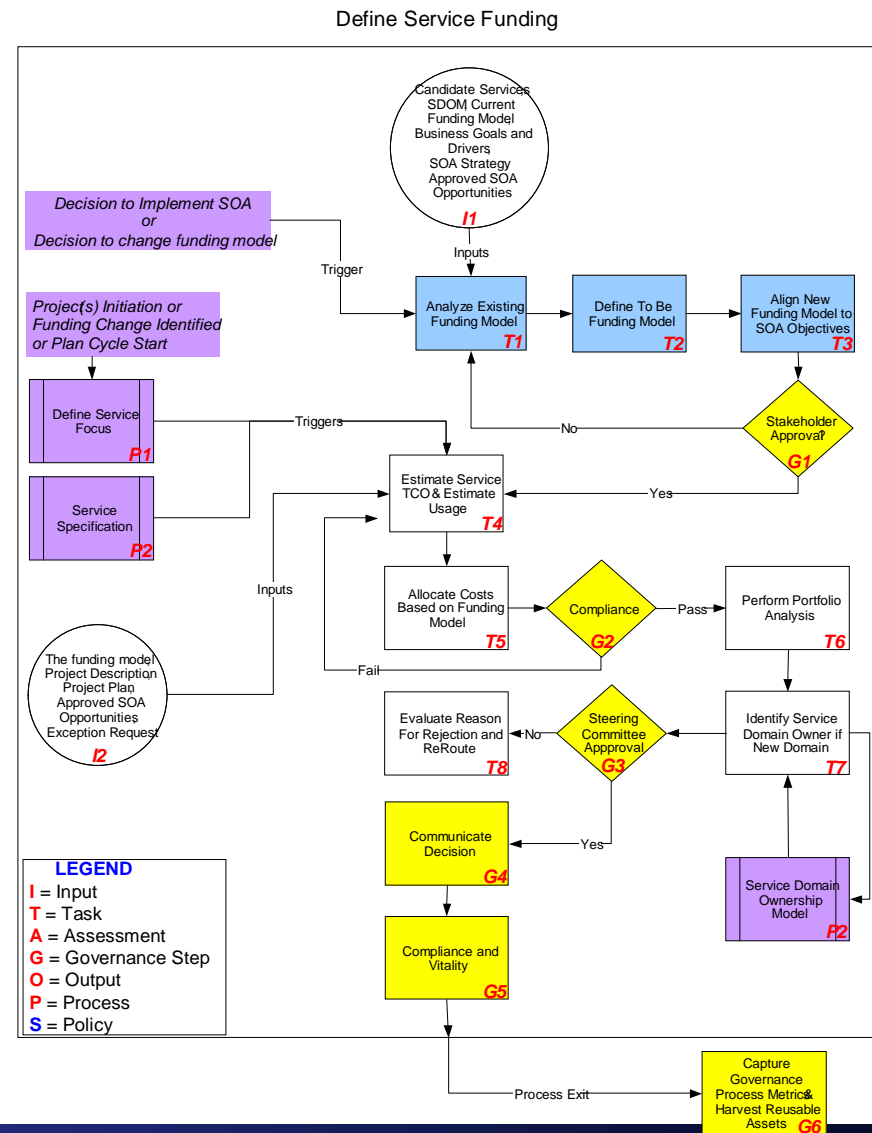 Define Service Funding
Candidate Services,
SDOM, Current
Funding Model,
Business Goals and
Drivers,
SOA Strategy
Approved SOA
Opportunities
I1
Decision to Implement SOA
or
Decision to change funding model
Trigger
Inputs
Analyze Existing
Funding Model
T1
Define To Be
Funding Model
T2
Align New
Funding Model to
SOA Objectives
T3
Project(s) Initiation or
Funding Change Identified
or Plan Cycle Start
Define Service
Focus
P1
Triggers
No
Stakeholder
Approval?
G1
Service
Specification
P2
Estimate Service
TCO & Estimate
Usage
T4
Yes
Inputs
Allocate Costs
Based on Funding
Model
T5
Compliance
G2
Pass
Perform Portfolio
Analysis
T6
Fail
The funding model,
Project Description,
Project Plan,
Approved SOA
Opportunities,
Exception Request
I2
Evaluate Reason
For Rejection and
ReRoute
T8
No
Steering
Committee
Appproval
G3
Identify Service
Domain Owner if
New Domain
T7
Communicate
Decision
G4
Yes
Service Domain
Ownership
Model
P2
Compliance and
Vitality
G5
LEGEND
I = Input
T = Task
A = Assessment
G = Governance Step
O = Output
P = Process
S = Policy
Process Exit
Capture
Governance
Process Metrics &
Harvest Reusable
Assets
G6